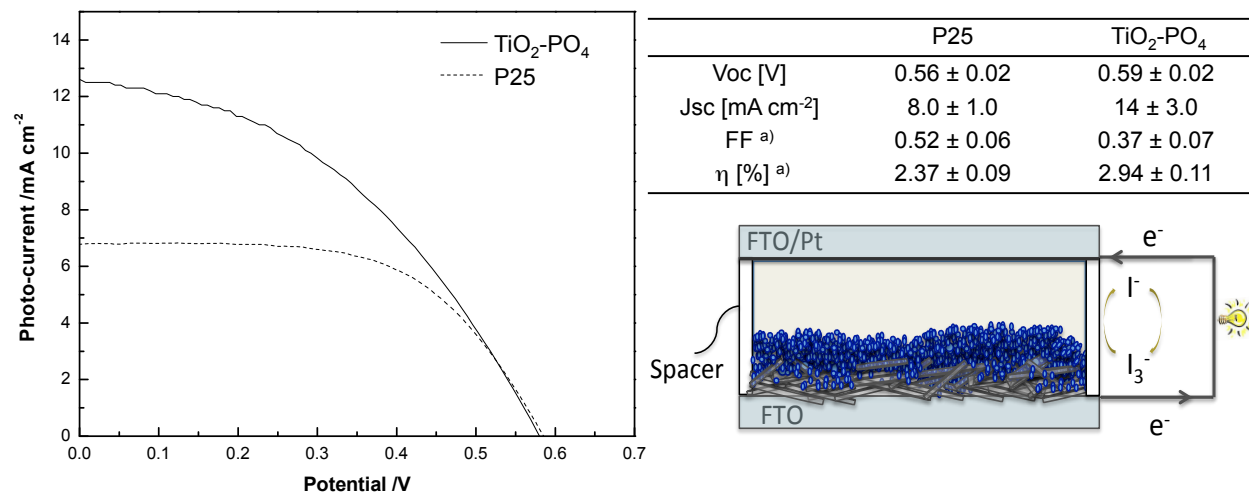 TiO₂-PO₄
P25
14
12
10
8
6
4
2
0
0.0 0.1 0.2 0.3 0.4 0.5 0.6 0.7
Photo-current /mA cm⁻²
Potential /V
P25 TiO₂-PO₄
Voc [V] 0.56 ± 0.02 0.59 ± 0.02
Jsc [mA cm⁻²] 8.0 ± 1.0 14 ± 3.0
FF ᵃ⁾ 0.52 ± 0.06 0.37 ± 0.07
η [%] ᵃ⁾ 2.37 ± 0.09 2.94 ± 0.11
FTO/Pt
e⁻
I⁻
Spacer
I₃⁻
FTO
e⁻